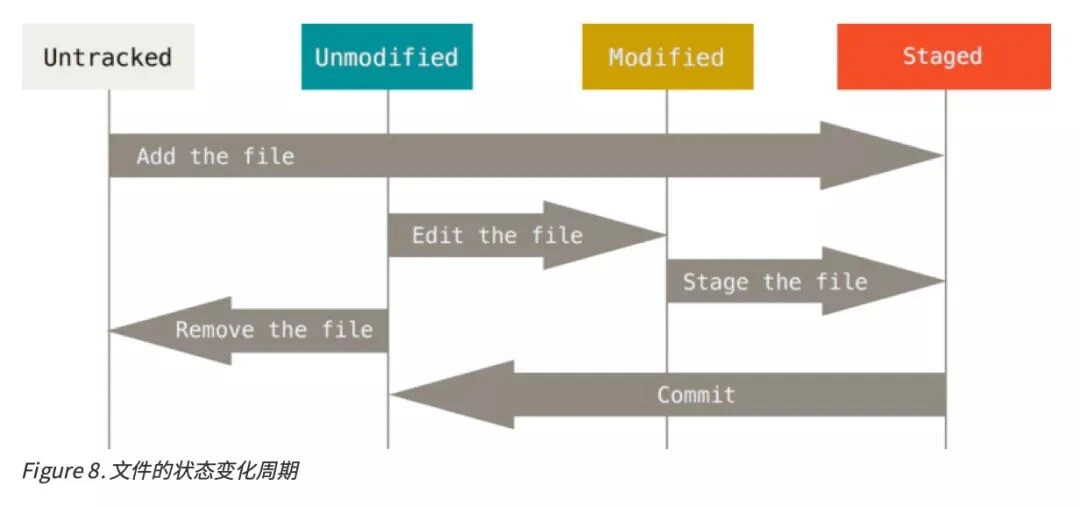 Untracked
Unmodified
Modified
Staged
Add the file
Edit the file
Stage the file
Remove the file
Commit
Figure 8. 文件的状态变化周期